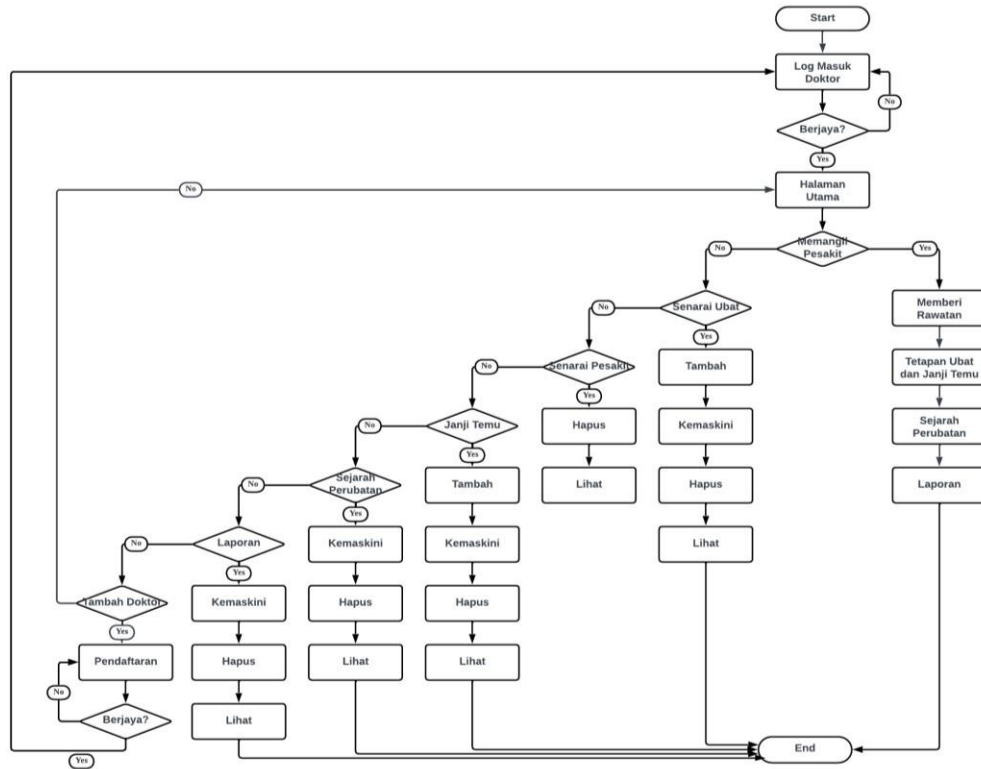 Start
Log Masuk
Doktor
No
Berjaya?
Yes
No
Halaman
Utama
Memangil
Pesakit
No
Yes
Senarai Ubat
No
Yes
Memberi
Rawatan
Senarai Pesakit
No
Yes
Tambah
Tetapan Ubat
dan Janji Temu
Janji Temu
No
Yes
Hapus
Kemaskini
Sejarah
Perubatan
Sejarah
Perubatan
No
Yes
Tambah
Lihat
Hapus
Laporan
Laporan
No
Yes
Kemaskini
Kemaskini
Lihat
Tambah Doktor
Yes
Kemaskini
Hapus
Hapus
Pendaftaran
No
Hapus
Lihat
Lihat
Berjaya?
Yes
Lihat
End